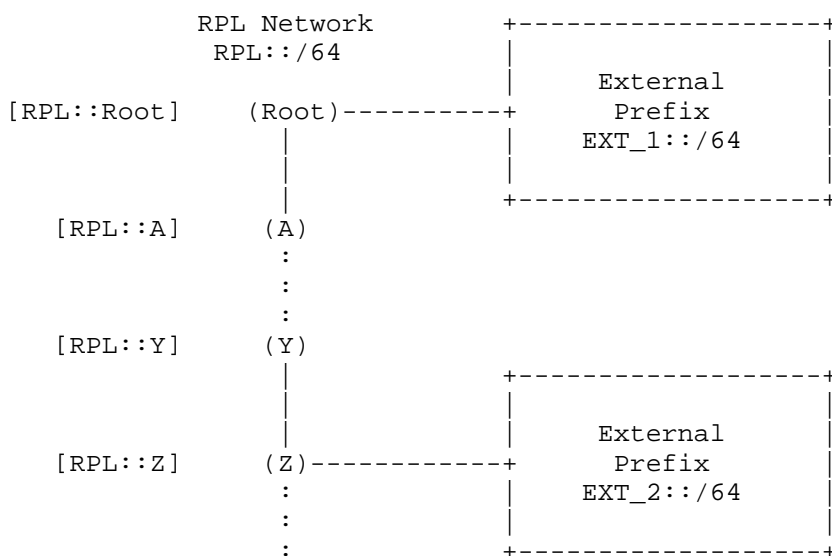 RPL Network
RPL::/64
External
[RPL::Root] (Root) Prefix
EXT_1::/64
[RPL::A] (A)
:
:
:
[RPL::Y] (Y)
External
[RPL::Z] (Z) Prefix
: EXT_2::/64
:
: